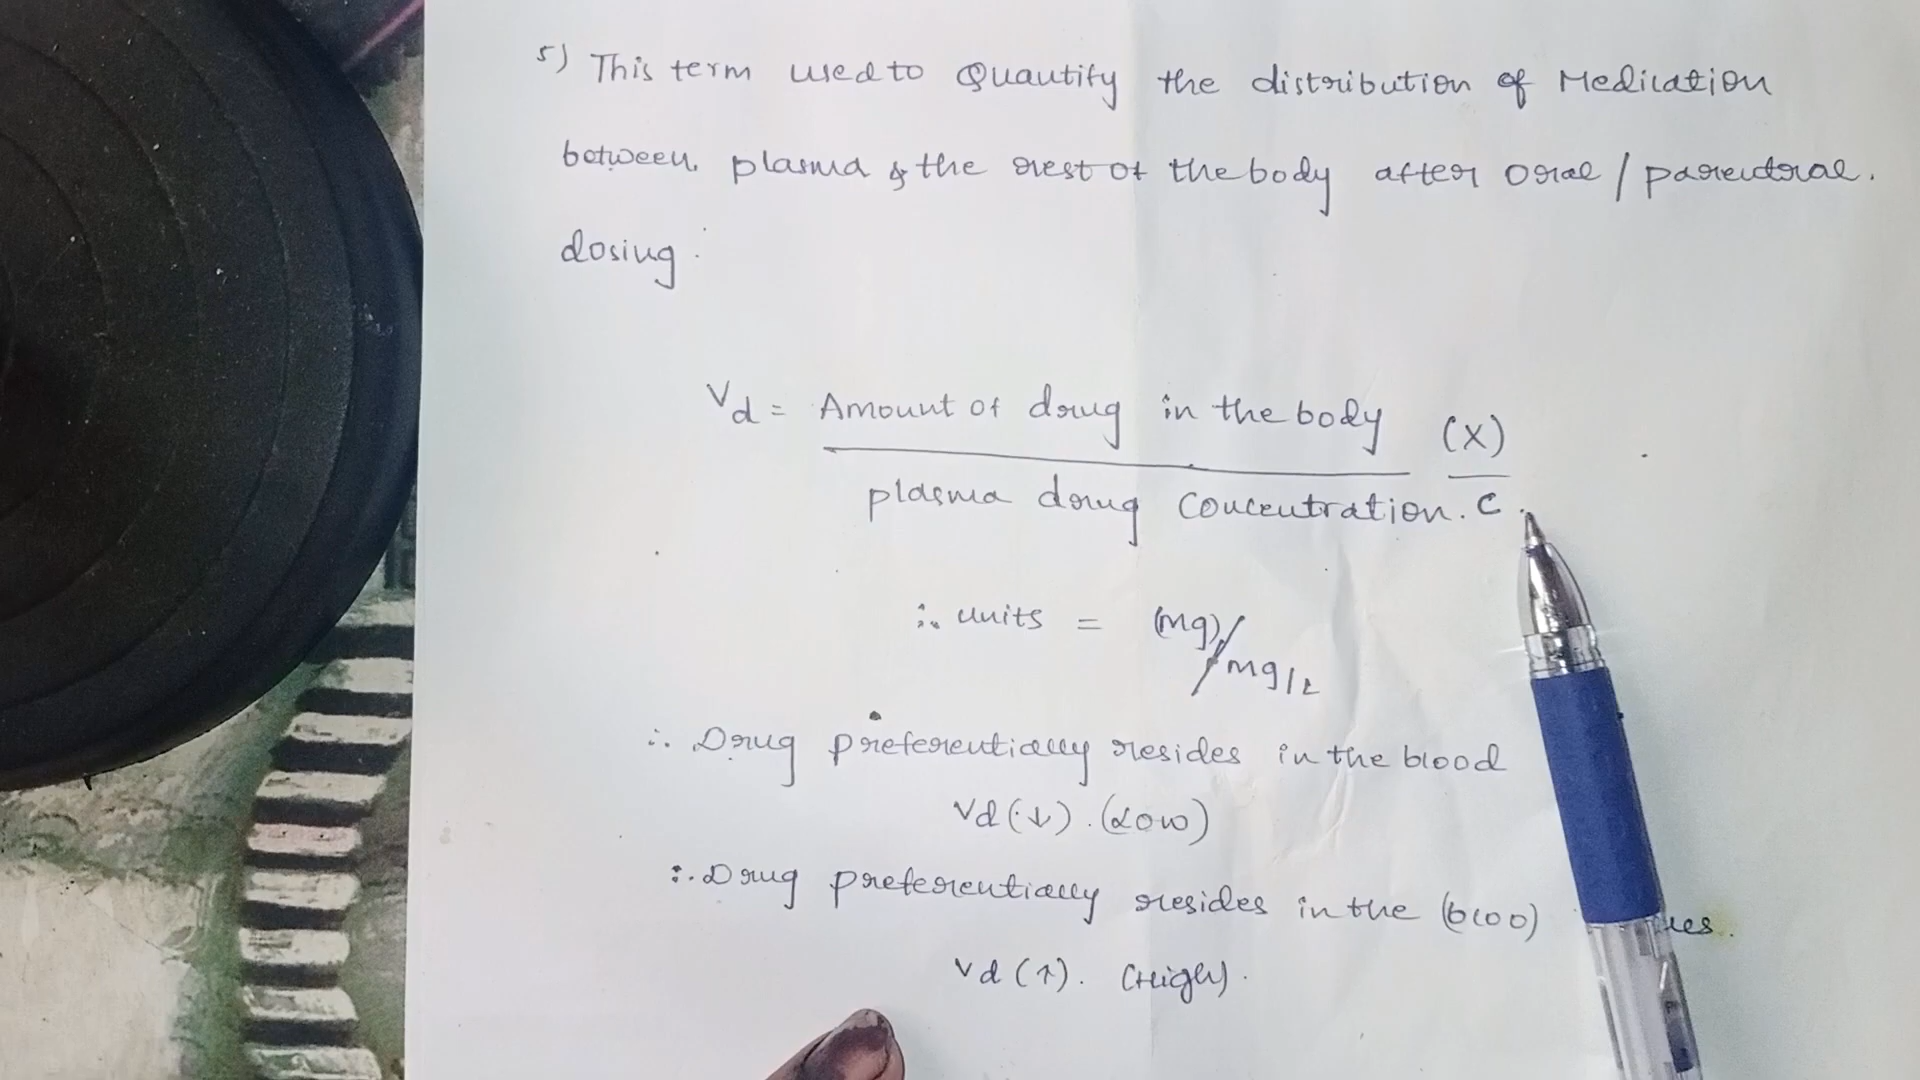 5) This term used to Quantify the distribution of Medication
between plasma & the rest of the body after oral / parenteral.
dosing.
Vd = Amount of drug in the body (X)
plasma drug concentration. C.
∴ units = (mg)/mg/L
∴ Drug preferentially resides in the blood
Vd (↓). (Low)
∴ Drug preferentially resides in the (bloo)
Vd (↑). (High).